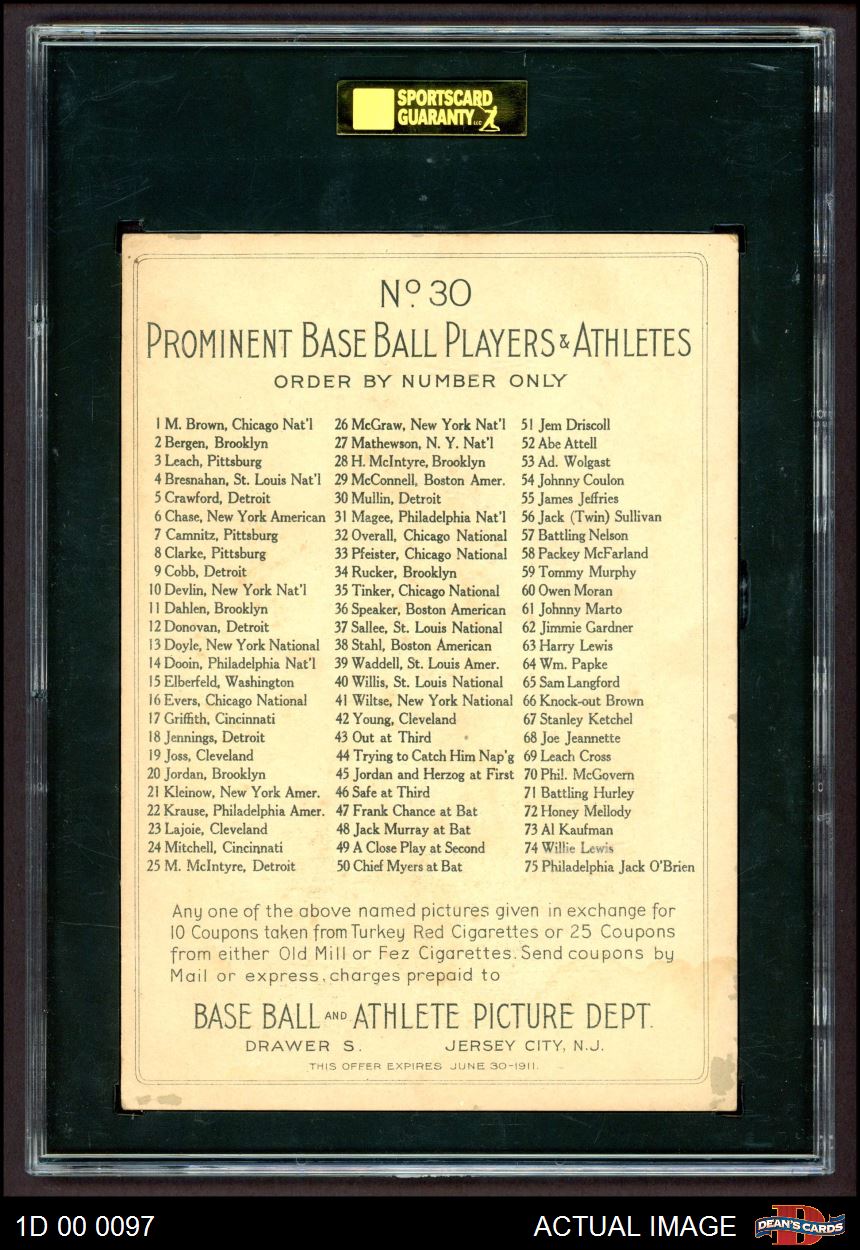 SPORTSCARD
GUARANTY LLC
Nº 30
PROMINENT BASE BALL PLAYERS & ATHLETES
ORDER BY NUMBER ONLY
1 M. Brown, Chicago Nat'l
2 Bergen, Brooklyn
3 Leach, Pittsburg
4 Bresnahan, St. Louis Nat'l
5 Crawford, Detroit
6 Chase, New York American
7 Camnitz, Pittsburg
8 Clarke, Pittsburg
9 Cobb, Detroit
10 Devlin, New York Nat'l
11 Dahlen, Brooklyn
12 Donovan, Detroit
13 Doyle, New York National
14 Dooin, Philadelphia Nat'l
15 Elberfeld, Washington
16 Evers, Chicago National
17 Griffith, Cincinnati
18 Jennings, Detroit
19 Joss, Cleveland
20 Jordan, Brooklyn
21 Kleinow, New York Amer.
22 Krause, Philadelphia Amer.
23 Lajoie, Cleveland
24 Mitchell, Cincinnati
25 M. McIntyre, Detroit
26 McGraw, New York Nat'l
27 Mathewson, N. Y. Nat'l
28 H. McIntyre, Brooklyn
29 McConnell, Boston Amer.
30 Mullin, Detroit
31 Magee, Philadelphia Nat'l
32 Overall, Chicago National
33 Pfeister, Chicago National
34 Rucker, Brooklyn
35 Tinker, Chicago National
36 Speaker, Boston American
37 Sallee, St. Louis National
38 Stahl, Boston American
39 Waddell, St. Louis Amer.
40 Willis, St. Louis National
41 Wiltse, New York National
42 Young, Cleveland
43 Out at Third
44 Trying to Catch Him Nap'g
45 Jordan and Herzog at First
46 Safe at Third
47 Frank Chance at Bat
48 Jack Murray at Bat
49 A Close Play at Second
50 Chief Myers at Bat
51 Jem Driscoll
52 Abe Attell
53 Ad. Wolgast
54 Johnny Coulon
55 James Jeffries
56 Jack (Twin) Sullivan
57 Battling Nelson
58 Packey McFarland
59 Tommy Murphy
60 Owen Moran
61 Johnny Marto
62 Jimmie Gardner
63 Harry Lewis
64 Wm. Papke
65 Sam Langford
66 Knock-out Brown
67 Stanley Ketchel
68 Joe Jeannette
69 Leach Cross
70 Phil. McGovern
71 Battling Hurley
72 Honey Mellody
73 Al Kaufman
74 Willie Lewis
75 Philadelphia Jack O'Brien
Any one of the above named pictures given in exchange for
10 Coupons taken from Turkey Red Cigarettes or 25 Coupons
from either Old Mill or Fez Cigarettes. Send coupons by
Mail or express, charges prepaid to
BASE BALL AND ATHLETE PICTURE DEPT.
DRAWER S. JERSEY CITY, N.J.
THIS OFFER EXPIRES JUNE 30-1911.
1D 00 0097
ACTUAL IMAGE
D
DEAN'S CARDS